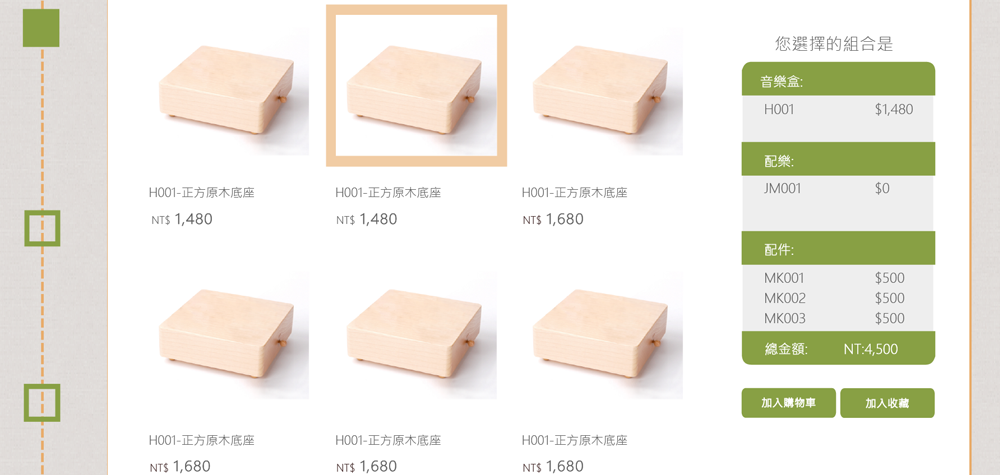 您選擇的組合是
音樂盒:
H001 $1,480
配樂:
JM001 $0
配件:
MK001 $500
MK002 $500
MK003 $500
總金額: NT:4,500
加入購物車 加入收藏
H001-正方原木底座 H001-正方原木底座 H001-正方原木底座
NT$ 1,480 NT$ 1,480 NT$ 1,680
H001-正方原木底座 H001-正方原木底座 H001-正方原木底座
NT$ 1,680 NT$ 1,680 NT$ 1,680